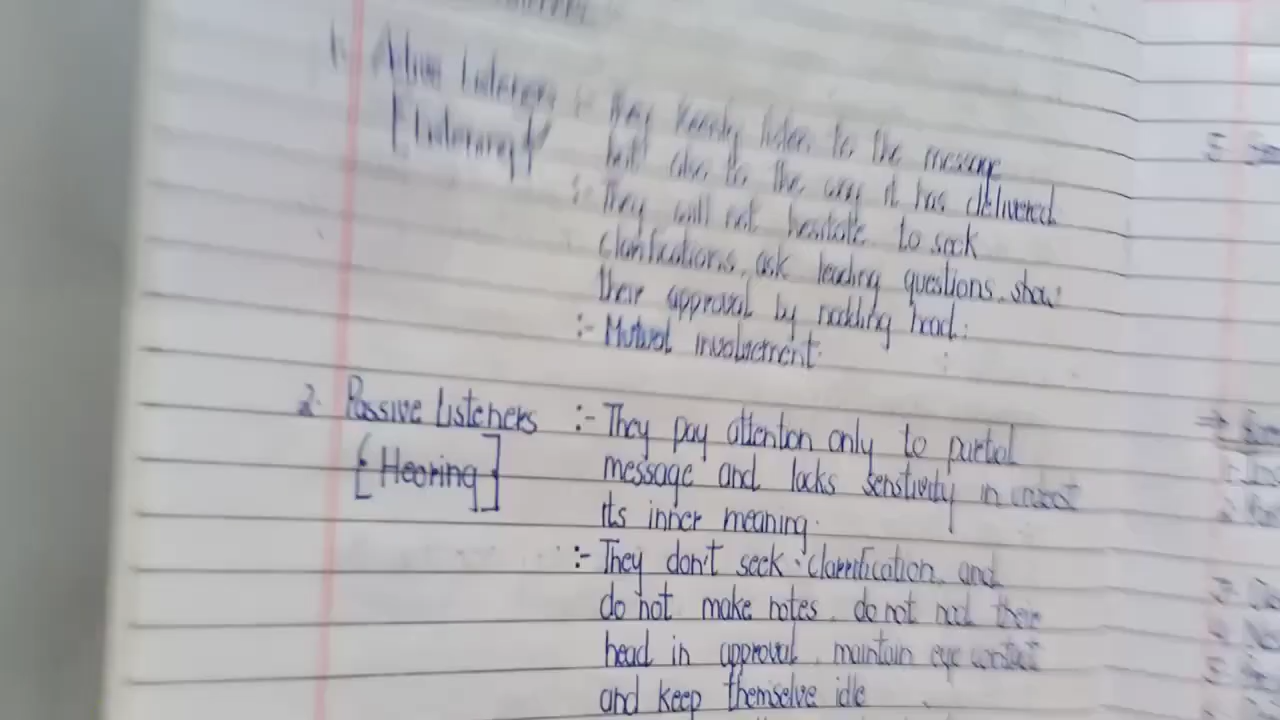 1. Active Listeners :- They keenly listen to the message
[Listening] but also to the way it has delivered
:- They will not hesitate to seek
clarifications, ask leading questions, show
their approval by nodding head.
:- Mutual involvement.
2. Passive Listeners :- They pay attention only to partial
[Hearing] message and lacks senstivity in
its inner meaning.
:- They don't seek clarrification and
do not make notes, do not nod their
head in approval, maintain eye contact
and keep themselve idle